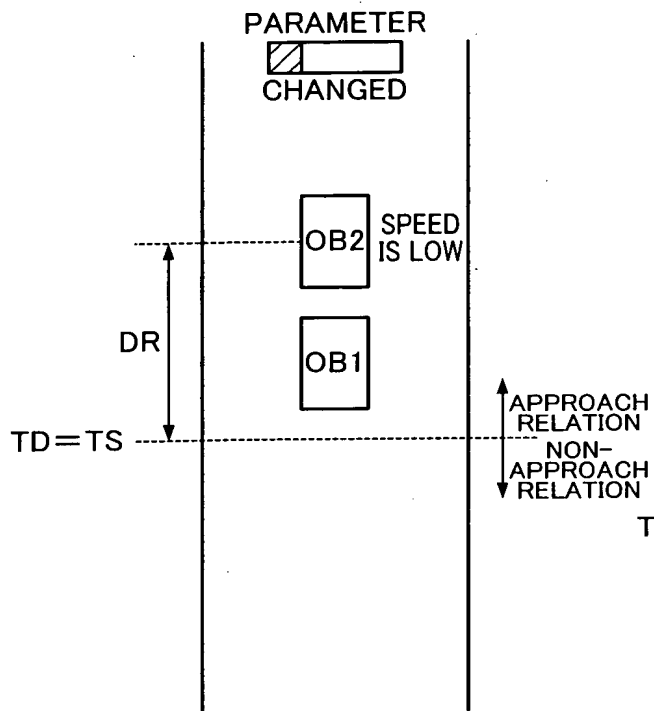 PARAMETER
CHANGED
OB2
SPEED
IS LOW
DR
OB1
APPROACH
RELATION
TD=TS
NON-
APPROACH
RELATION
T